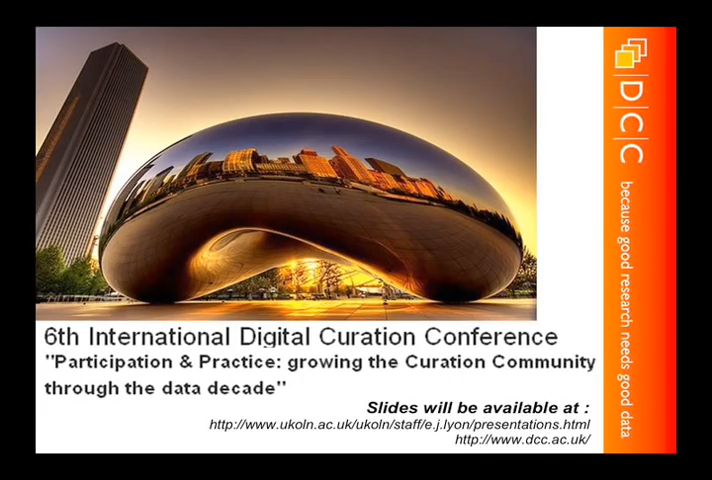 6th International Digital Curation Conference
"Participation & Practice: growing the Curation Community
through the data decade"
Slides will be available at :
http://www.ukoln.ac.uk/ukoln/staff/e.j.lyon/presentations.html
http://www.dcc.ac.uk/
D|C|C
because good research needs good data